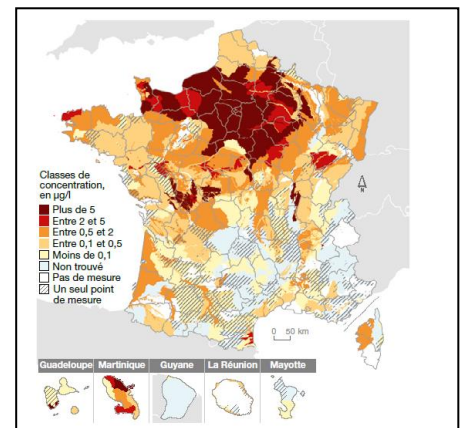 Classes de
concentration,
en µg/l
Plus de 5
Entre 2 et 5
Entre 0,5 et 2
Entre 0,1 et 0,5
Moins de 0,1
Non trouvé
Pas de mesure
Un seul point
de mesure
N
0 50 km
Guadeloupe Martinique Guyane La Réunion Mayotte